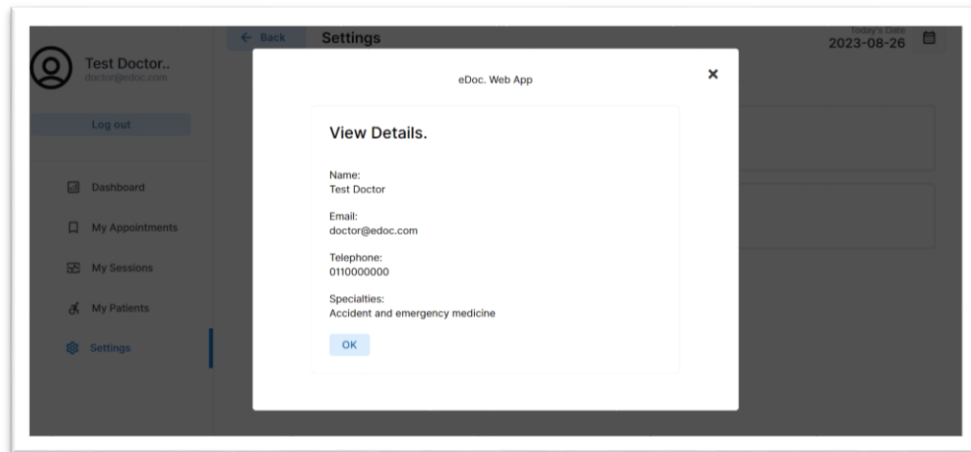 Test Doctor..
doctor@edoc.com
Log out
Dashboard
My Appointments
My Sessions
My Patients
Settings
Back
Settings
Today's Date
2023-08-26
eDoc. Web App
View Details.
Name:
Test Doctor
Email:
doctor@edoc.com
Telephone:
0110000000
Specialties:
Accident and emergency medicine
OK